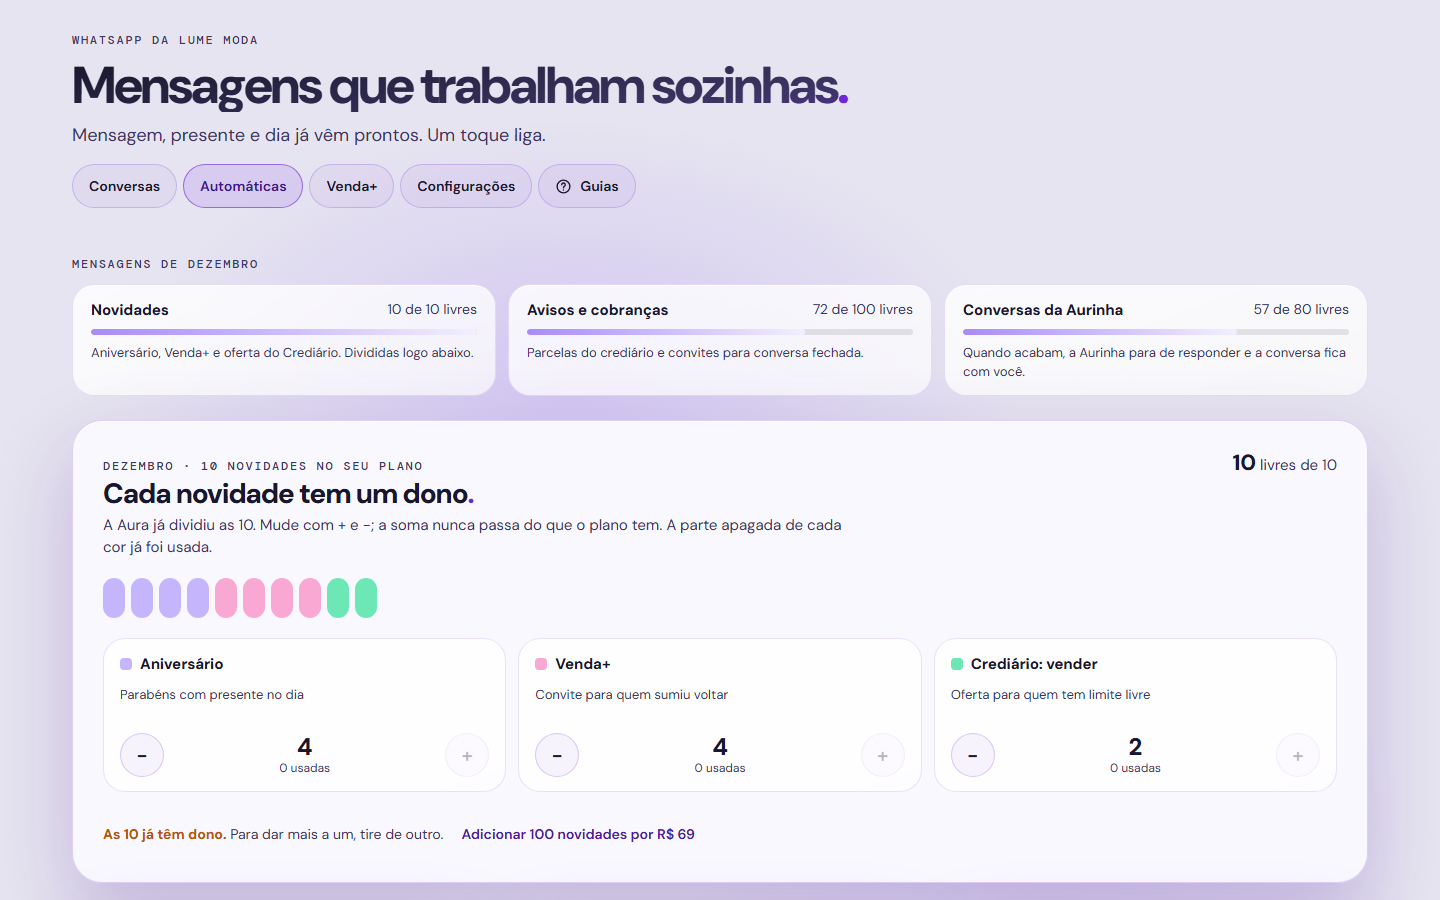 WHATSAPP DA LUME MODA
Mensagens que trabalham sozinhas.
Mensagem, presente e dia já vêm prontos. Um toque liga.
Conversas
Automáticas
Venda+
Configurações
Guias
MENSAGENS DE DEZEMBRO
Novidades
10 de 10 livres
Aniversário, Venda+ e oferta do Crediário. Divididas logo abaixo.
Avisos e cobranças
72 de 100 livres
Parcelas do crediário e convites para conversa fechada.
Conversas da Aurinha
57 de 80 livres
Quando acabam, a Aurinha para de responder e a conversa fica
com você.
DEZEMBRO · 10 NOVIDADES NO SEU PLANO
10 livres de 10
Cada novidade tem um dono.
A Aura já dividiu as 10. Mude com + e -; a soma nunca passa do que o plano tem. A parte apagada de cada
cor já foi usada.
Aniversário
Parabéns com presente no dia
-
4
+
0 usadas
Venda+
Convite para quem sumiu voltar
-
4
+
0 usadas
Crediário: vender
Oferta para quem tem limite livre
-
2
+
0 usadas
As 10 já têm dono. Para dar mais a um, tire de outro.
Adicionar 100 novidades por R$ 69